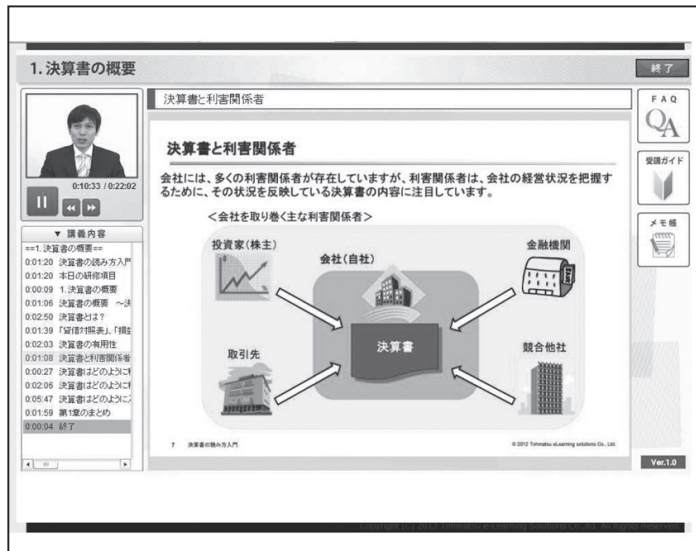 1.決算書の概要
終了
決算書と利害関係者
FAQ
QA
受講ガイド
メモ帳
0:10:33 / 0:22:02
▼ 講義内容
==1.決算書の概要==
0:01:20 決算書の読み方入門
0:01:20 本日の研修項目
0:00:09 1.決算書の概要
0:01:06 決算書の概要 ～決
0:02:50 決算書とは？
0:01:39 「貸借対照表」、「損益
0:02:03 決算書の有用性
0:01:08 決算書と利害関係者
0:00:27 決算書はどのように
0:02:06 決算書はどのように
0:05:47 決算書はどのように
0:01:59 第1章のまとめ
0:00:04 終了
決算書と利害関係者
会社には、多くの利害関係者が存在していますが、利害関係者は、会社の経営状況を把握す
るために、その状況を反映している決算書の内容に注目しています。
＜会社を取り巻く主な利害関係者＞
投資家（株主）
会社（自社）
金融機関
決算書
取引先
競合他社
7 決算書の読み方入門
© 2012 Tohmatsu eLearning solutions Co., Ltd.
Ver.1.0
Copyright (C) 2012 Tohmatsu e-Learning Solutions Co.,ltd. All Rights Reserved.